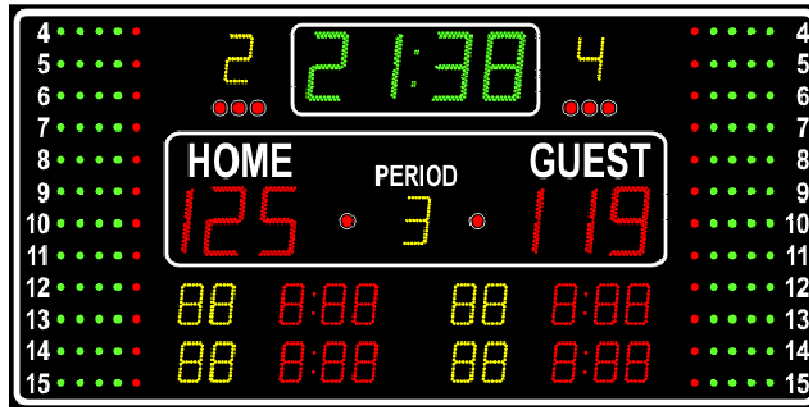 4 2 21:38 4 4
5 5
6 6
7 7
8 HOME GUEST 8
9 PERIOD 9
10 125 3 119 10
11 11
12 12
13 88 8:88 88 8:88 13
14 14
15 88 8:88 88 8:88 15